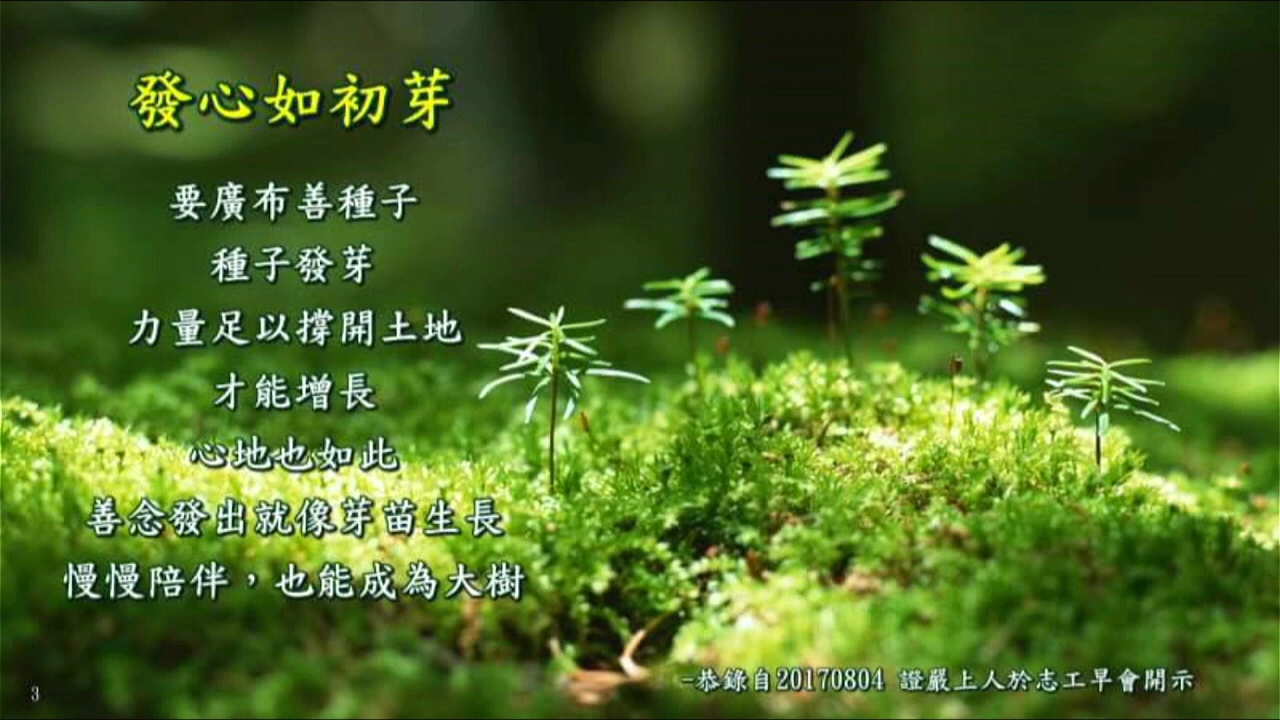 發心如初芽
要廣布善種子
種子發芽
力量足以撐開土地
才能增長
心地也如此
善念發出就像芽苗生長
慢慢陪伴，也能成為大樹
-恭錄自20170804 證嚴上人於志工早會開示
3